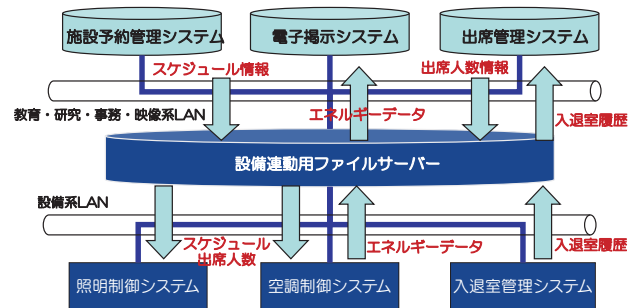 施設予約管理システム
電子掲示システム
出席管理システム
スケジュール情報
出席人数情報
教育・研究・事務・映像系LAN
エネルギーデータ
入退室履歴
設備連動用ファイルサーバー
設備系LAN
スケジュール
出席人数
エネルギーデータ
入退室履歴
照明制御システム
空調制御システム
入退室管理システム